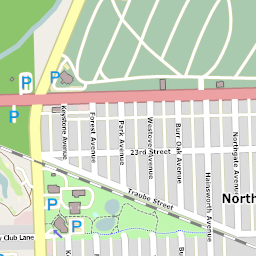 P
P
P
Keystone Avenue
Forest Avenue
Park Avenue
Westover Avenue
Burr Oak Avenue
Hainsworth Avenue
Northgate Avenue
23rd Street
Traube Street
North
P
P
y Club Lane